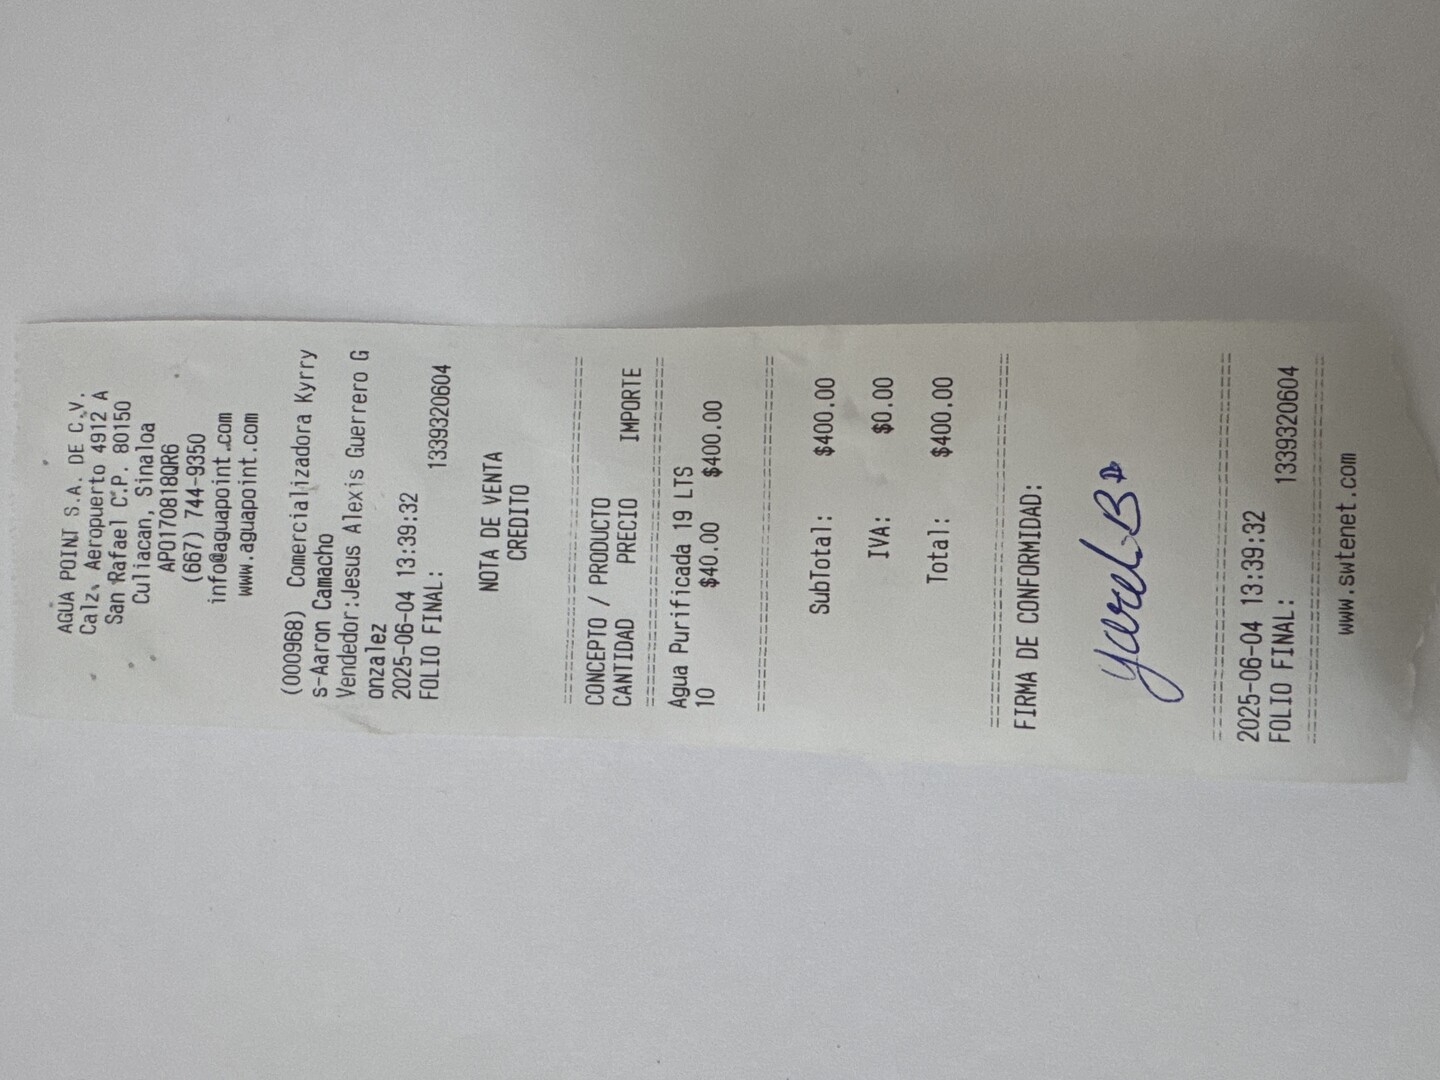 AGUA POINT S.A. DE C.V.
Calz. Aeropuerto 4912 A
San Rafael C.P. 80150
Culiacan, Sinaloa
APO170818QR6
(667) 744-9350
info@aguapoint.com
www.aguapoint.com
(000968) Comercializadora Kyrry
s-Aaron Camacho
Vendedor:Jesus Alexis Guerrero G
onzalez
2025-06-04 13:39:32
FOLIO FINAL: 1339320604
NOTA DE VENTA
CREDITO
CONCEPTO / PRODUCTO
CANTIDAD PRECIO IMPORTE
Agua Purificada 19 LTS
10 $40.00 $400.00
SubTotal: $400.00
IVA: $0.00
Total: $400.00
FIRMA DE CONFORMIDAD:
Yarel B
2025-06-04 13:39:32
FOLIO FINAL: 1339320604
www.swtenet.com